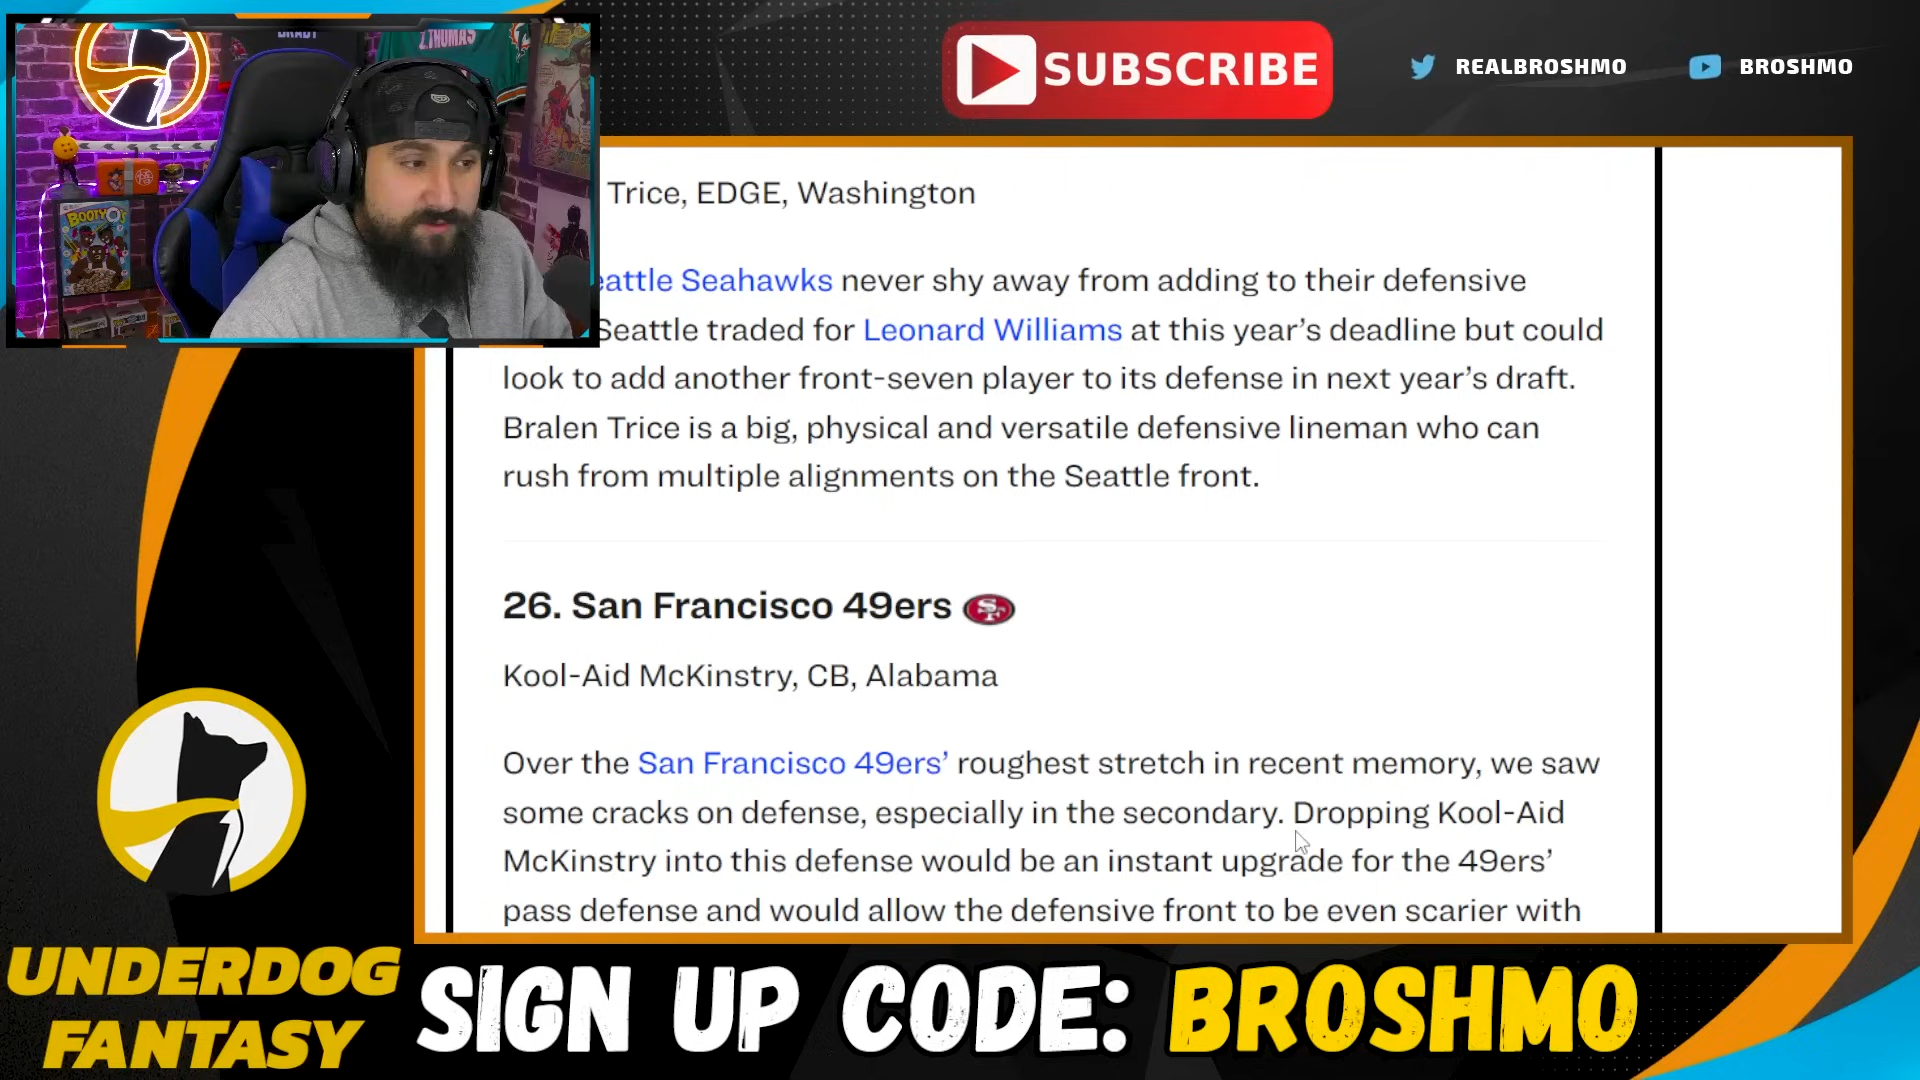 BRADY
Z.THOMAS
BOOTY O's
SUBSCRIBE
REALBROSHMO
BROSHMO
Trice, EDGE, Washington
eattle Seahawks never shy away from adding to their defensive
Seattle traded for Leonard Williams at this year’s deadline but could
look to add another front-seven player to its defense in next year’s draft.
Bralen Trice is a big, physical and versatile defensive lineman who can
rush from multiple alignments on the Seattle front.
26. San Francisco 49ers
SF
Kool-Aid McKinstry, CB, Alabama
Over the San Francisco 49ers’ roughest stretch in recent memory, we saw
some cracks on defense, especially in the secondary. Dropping Kool-Aid
McKinstry into this defense would be an instant upgrade for the 49ers’
pass defense and would allow the defensive front to be even scarier with
UNDERDOG
FANTASY
SIGN UP CODE: BROSHMO